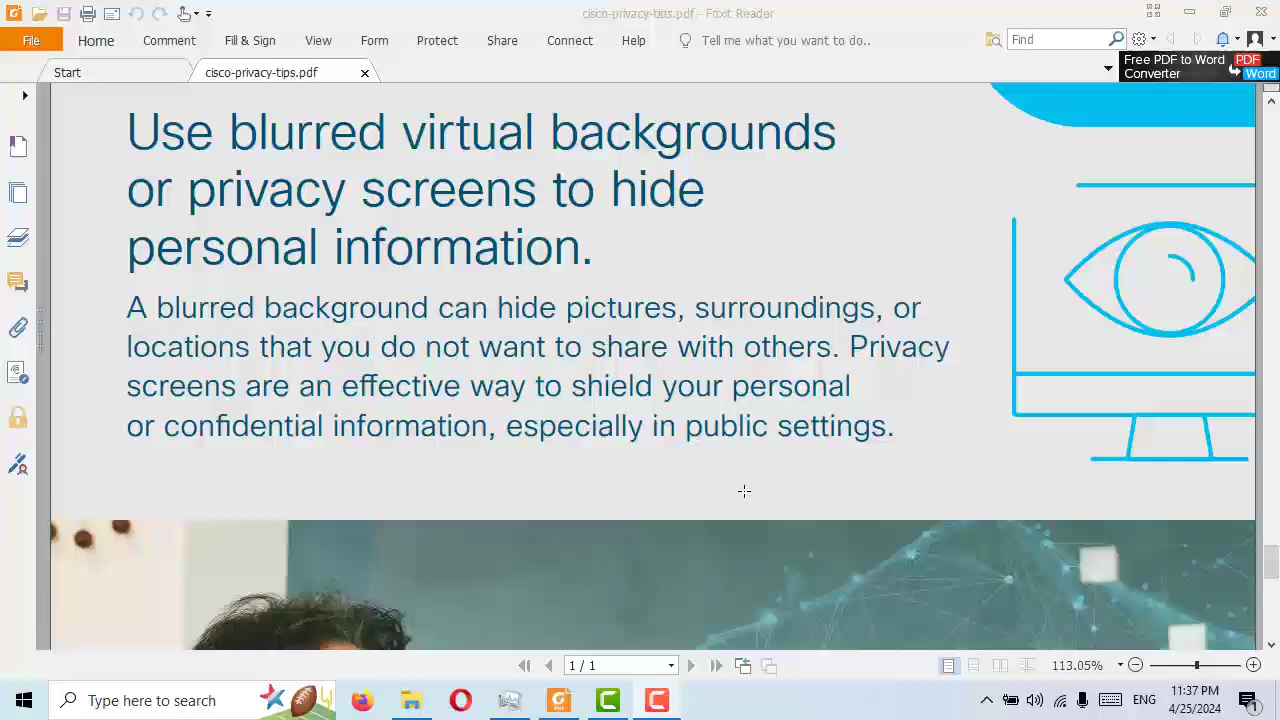 cisco-privacy-tips.pdf - Foxit Reader
File Home Comment Fill & Sign View Form Protect Share Connect Help Tell me what you want to do.. Find
Start cisco-privacy-tips.pdf
Free PDF to Word PDF
Converter Word
Use blurred virtual backgrounds
or privacy screens to hide
personal information.
A blurred background can hide pictures, surroundings, or
locations that you do not want to share with others. Privacy
screens are an effective way to shield your personal
or confidential information, especially in public settings.
1 / 1 113.05%
Type here to search ENG 11:37 PM
4/25/2024